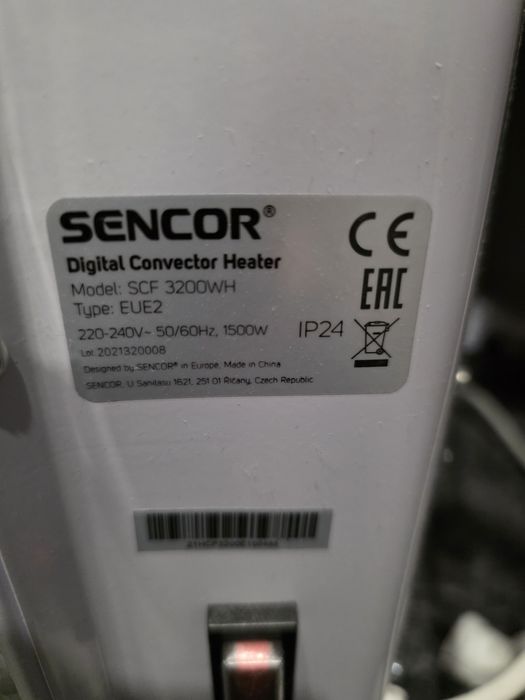 SENCOR®
Digital Convector Heater
Model: SCF 3200WH
Type: EUE2
220-240V~ 50/60Hz, 1500W
Lot: 2021320008
Designed by SENCOR® in Europe, Made in China
SENCOR, U Sanitasu 1621, 251 01 Říčany, Czech Republic
CE
EAC
IP24